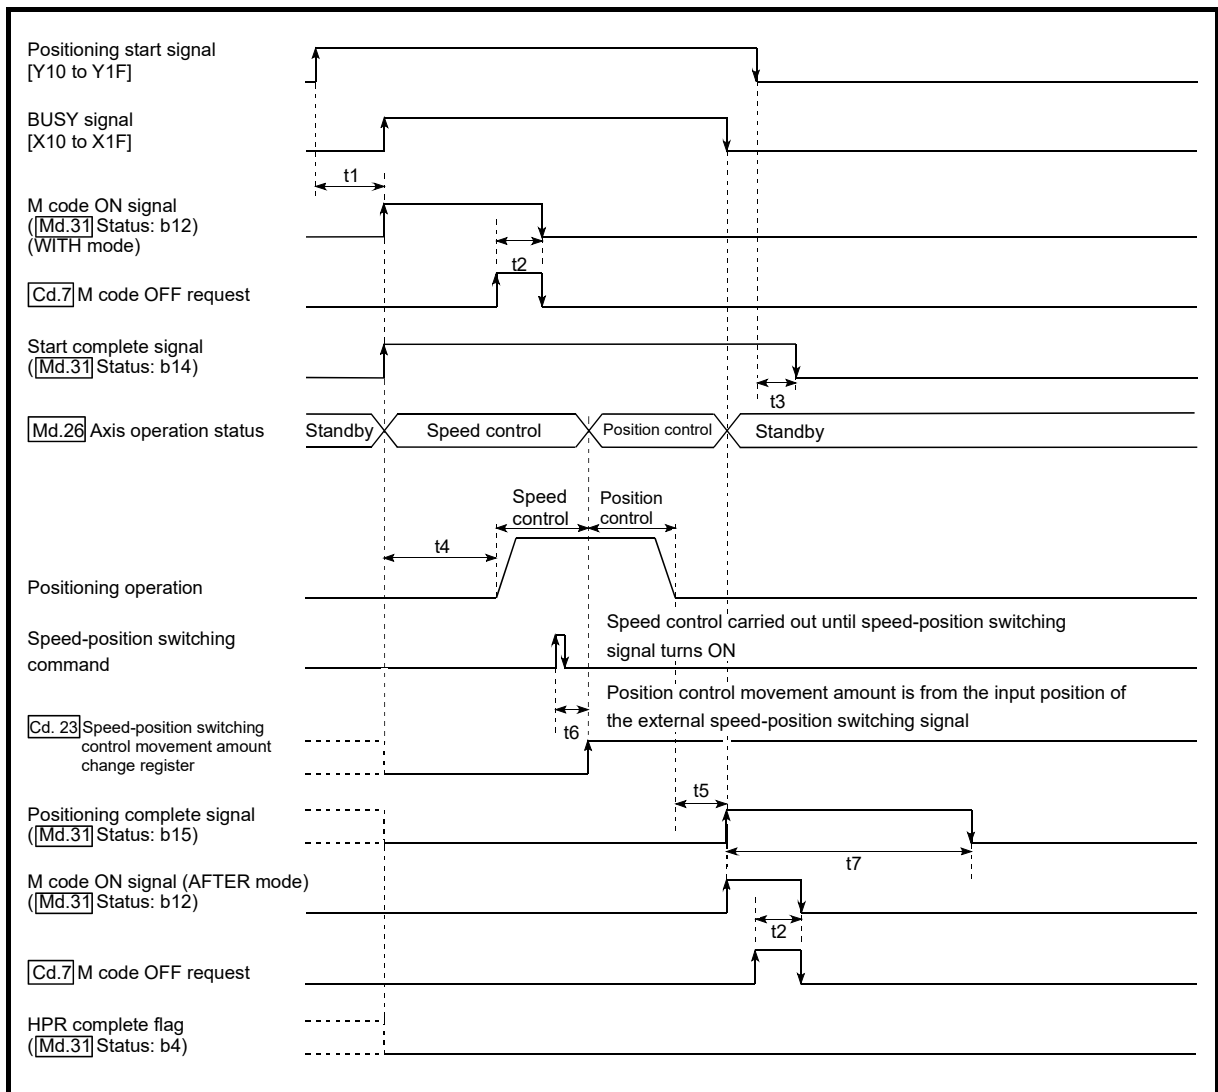 Positioning start signal
[Y10 to Y1F]
BUSY signal
[X10 to X1F]
t1
M code ON signal
(Md.31 Status: b12)
(WITH mode)
t2
Cd.7 M code OFF request
Start complete signal
(Md.31 Status: b14)
t3
Md.26 Axis operation status
Standby
Speed control
Position control
Standby
Speed
control
Position
control
t4
Positioning operation
Speed-position switching
command
Speed control carried out until speed-position switching
signal turns ON
Position control movement amount is from the input position of
the external speed-position switching signal
t6
Cd. 23 Speed-position switching
control movement amount
change register
t5
Positioning complete signal
(Md.31 Status: b15)
t7
M code ON signal (AFTER mode)
(Md.31 Status: b12)
t2
Cd.7 M code OFF request
HPR complete flag
(Md.31 Status: b4)